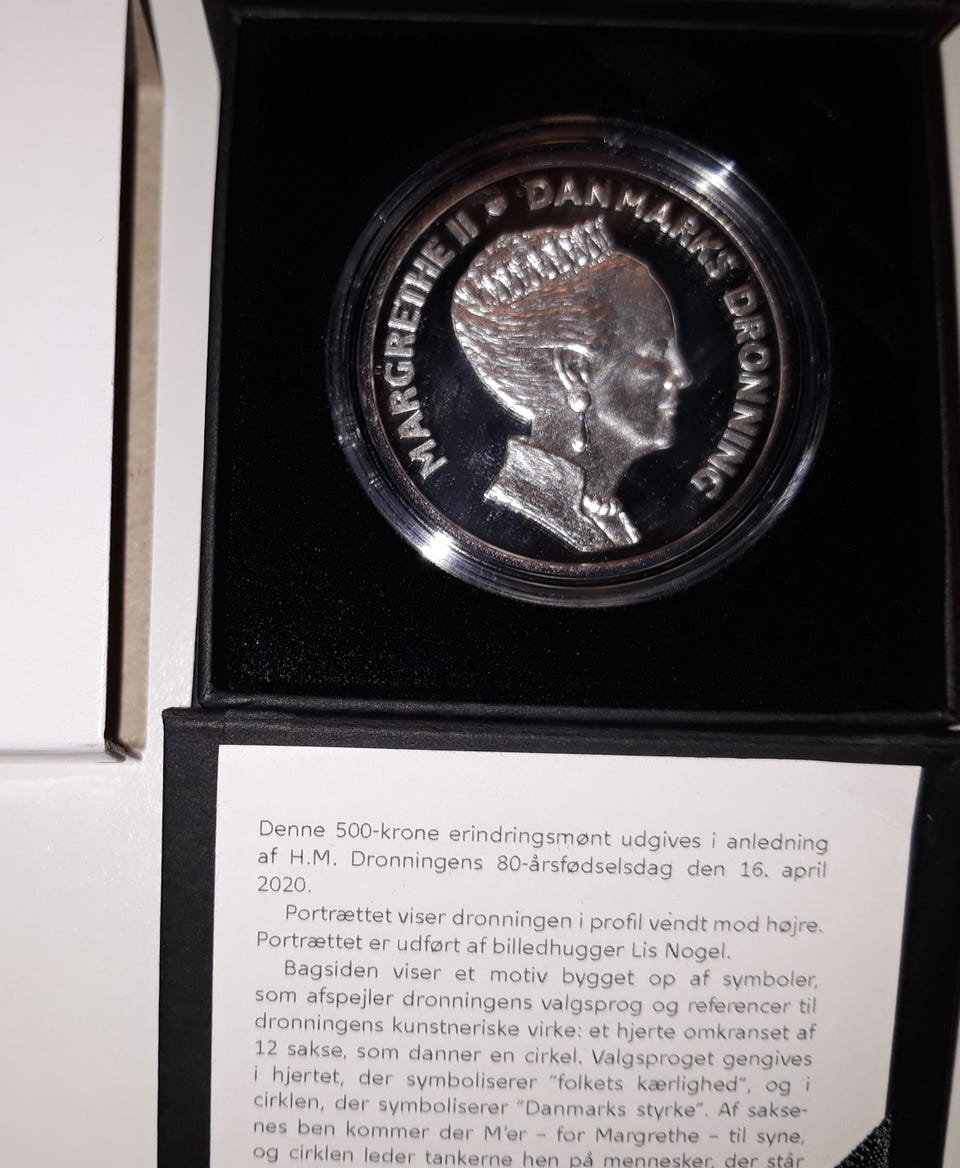 MARGRETHE II DANMARKS DRONNING
Denne 500-krone erindringsmønt udgives i anledning
af H.M. Dronningens 80-årsfødselsdag den 16. april
2020.
Portrættet viser dronningen i profil vendt mod højre.
Portrættet er udført af billedhugger Lis Nogel.
Bagsiden viser et motiv bygget op af symboler,
som afspejler dronningens valgsprog og referencer til
dronningens kunstneriske virke: et hjerte omkranset af
12 sakse, som danner en cirkel. Valgsproget gengives
i hjertet, der symboliserer "folkets kærlighed", og i
cirklen, der symboliserer "Danmarks styrke". Af sakse-
nes ben kommer der M'er – for Margrethe – til syne,
og cirklen leder tankerne hen på mennesker, der står